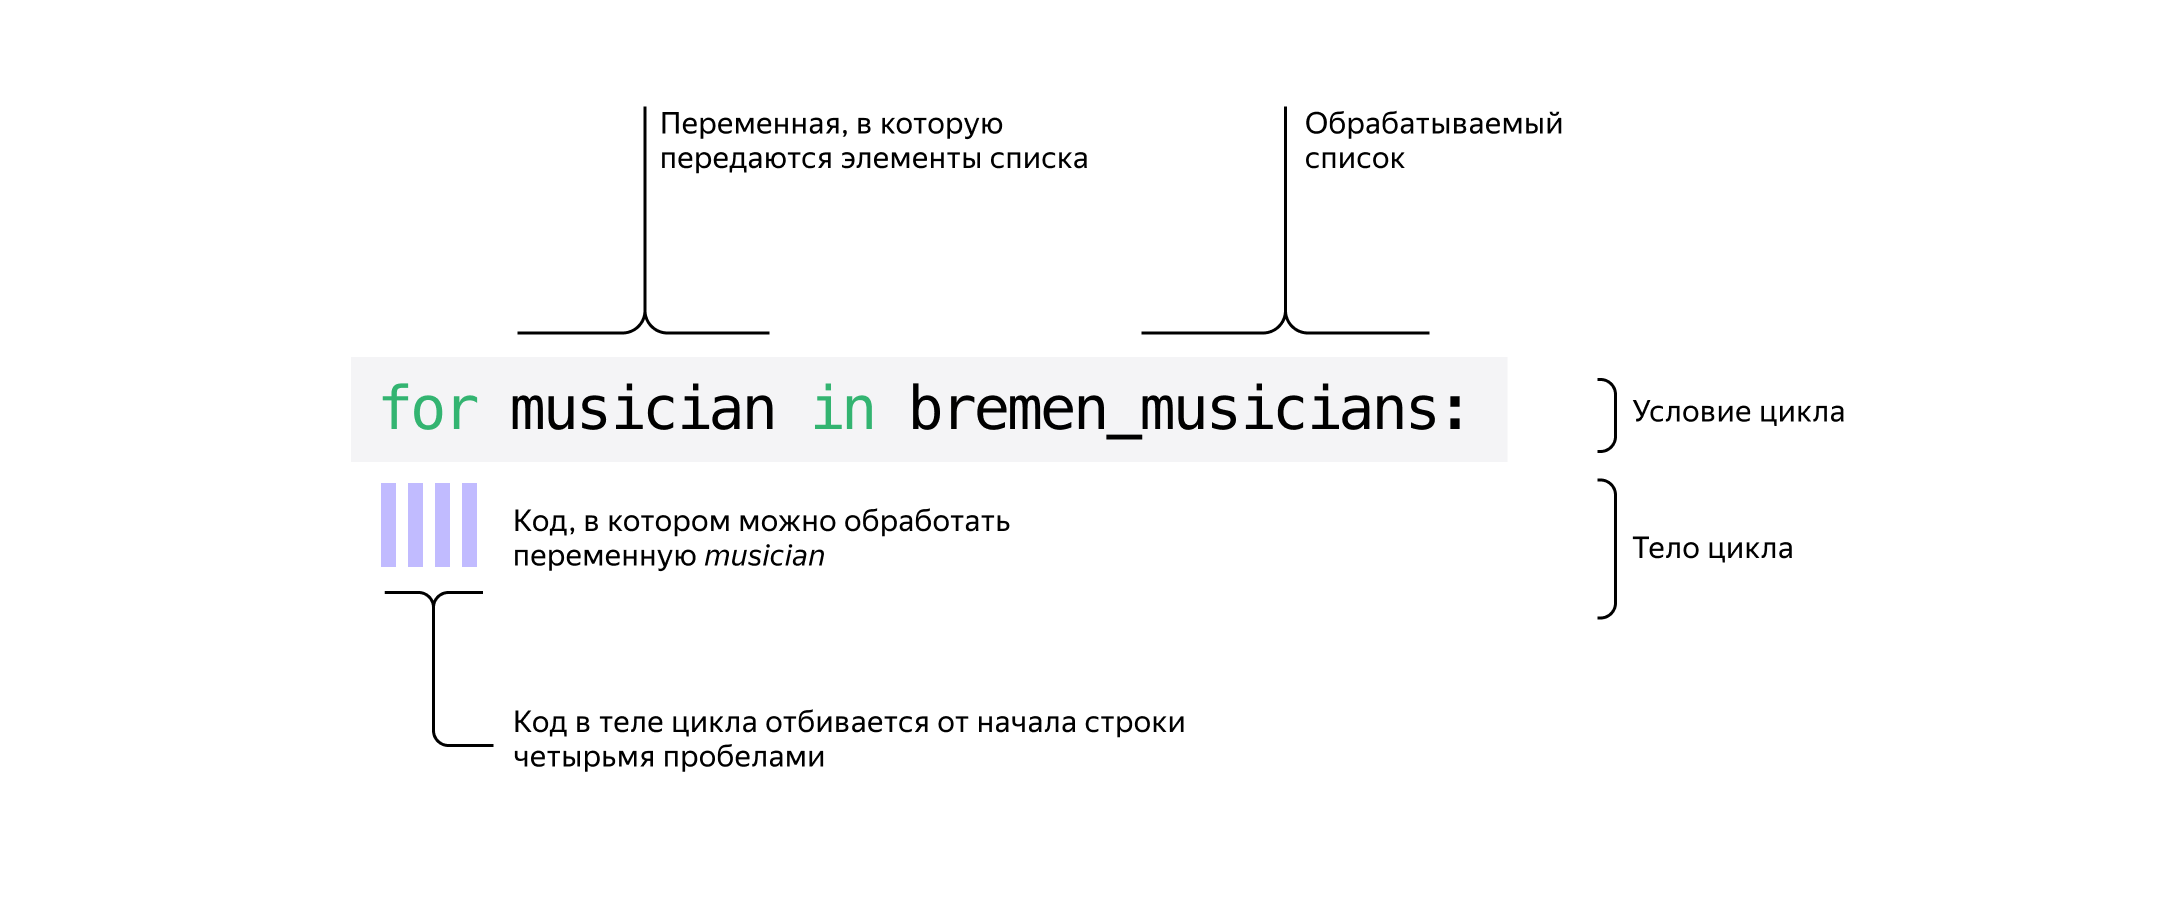 Переменная, в которую
передаются элементы списка
Обрабатываемый
список
for musician in bremen_musicians:
Условие цикла
Код, в котором можно обработать
переменную musician
Тело цикла
Код в теле цикла отбивается от начала строки
четырьмя пробелами